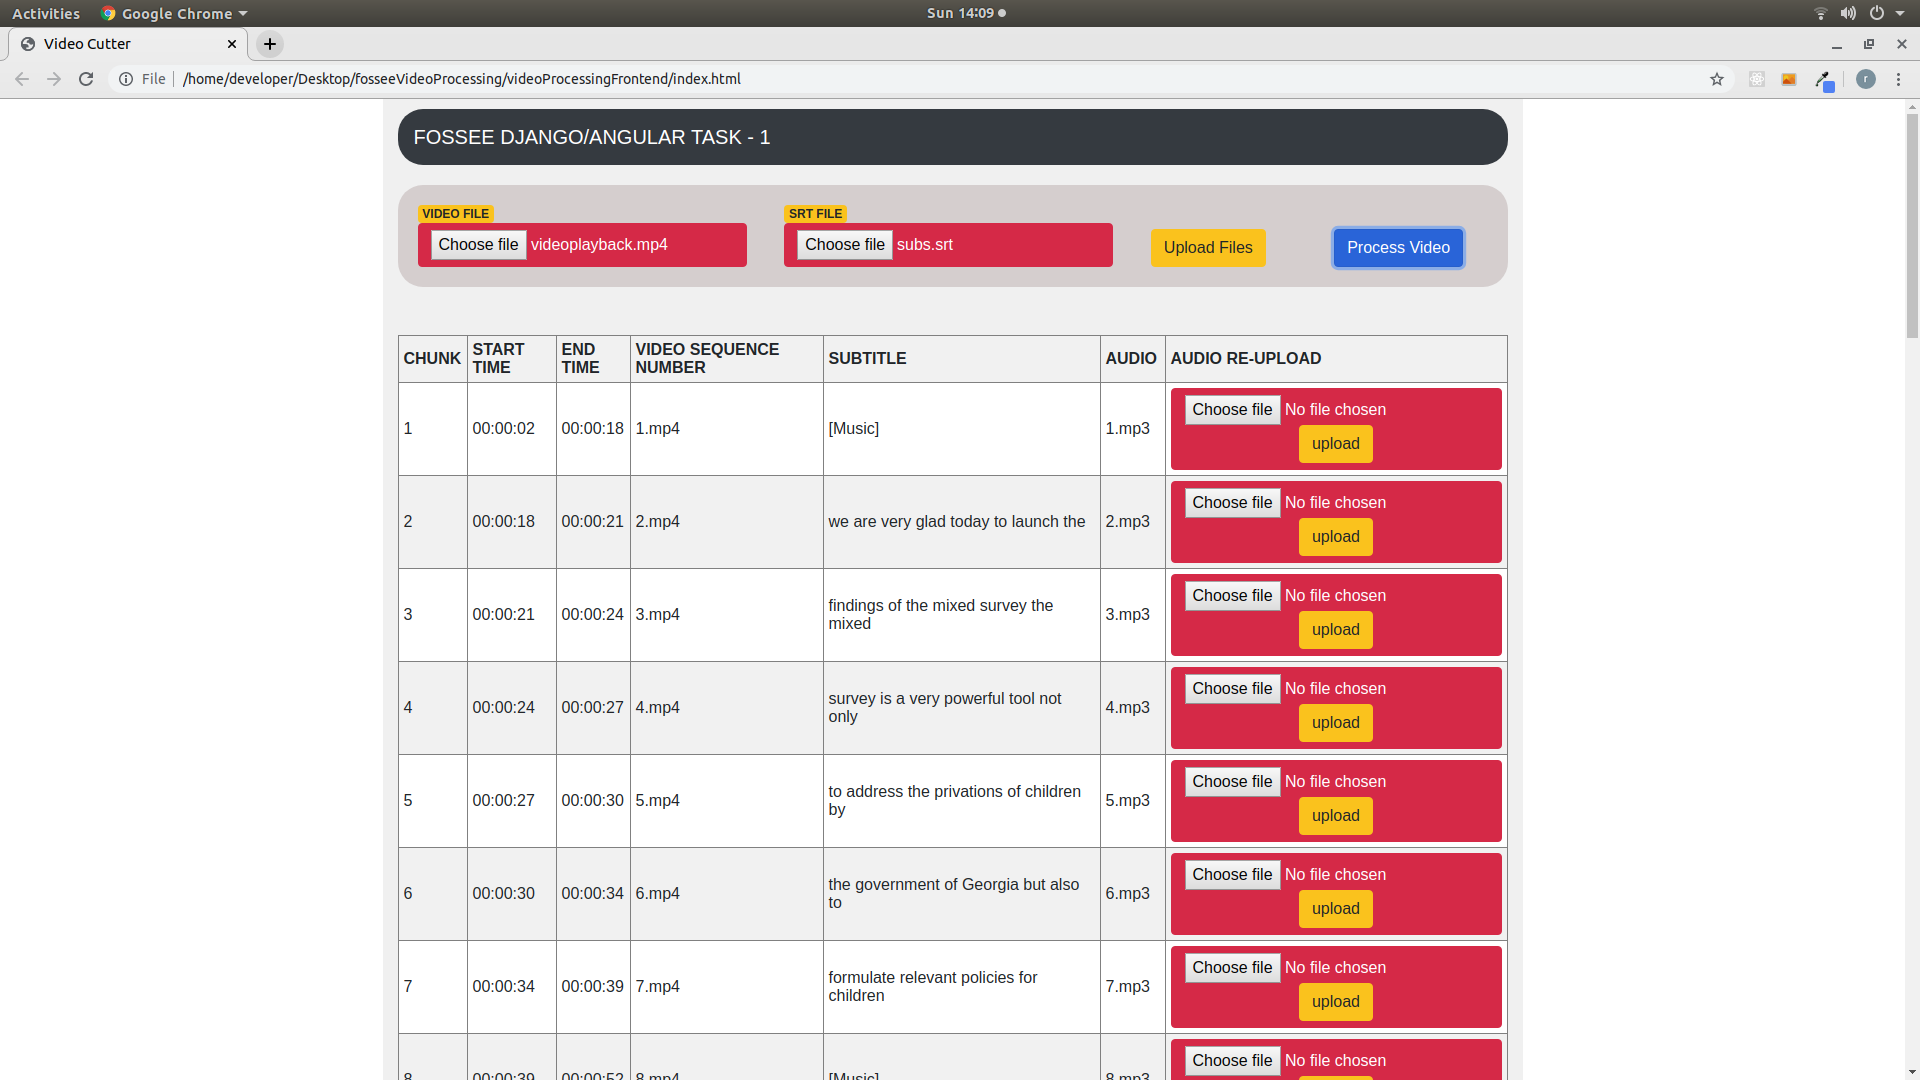 Activities Google Chrome Sun 14:09
Video Cutter
File /home/developer/Desktop/fosseeVideoProcessing/videoProcessingFrontend/index.html r
FOSSEE DJANGO/ANGULAR TASK - 1
VIDEO FILE SRT FILE
Choose file videoplayback.mp4 Choose file subs.srt Upload Files Process Video
CHUNK START TIME END TIME VIDEO SEQUENCE NUMBER SUBTITLE AUDIO AUDIO RE-UPLOAD
1 00:00:02 00:00:18 1.mp4 [Music] 1.mp3 Choose file No file chosen
upload
2 00:00:18 00:00:21 2.mp4 we are very glad today to launch the 2.mp3 Choose file No file chosen
upload
3 00:00:21 00:00:24 3.mp4 findings of the mixed survey the mixed 3.mp3 Choose file No file chosen
upload
4 00:00:24 00:00:27 4.mp4 survey is a very powerful tool not only 4.mp3 Choose file No file chosen
upload
5 00:00:27 00:00:30 5.mp4 to address the privations of children by 5.mp3 Choose file No file chosen
upload
6 00:00:30 00:00:34 6.mp4 the government of Georgia but also to 6.mp3 Choose file No file chosen
upload
7 00:00:34 00:00:39 7.mp4 formulate relevant policies for children 7.mp3 Choose file No file chosen
upload
8 00:00:39 00:00:52 8.mp4 [Music] 8.mp3 Choose file No file chosen